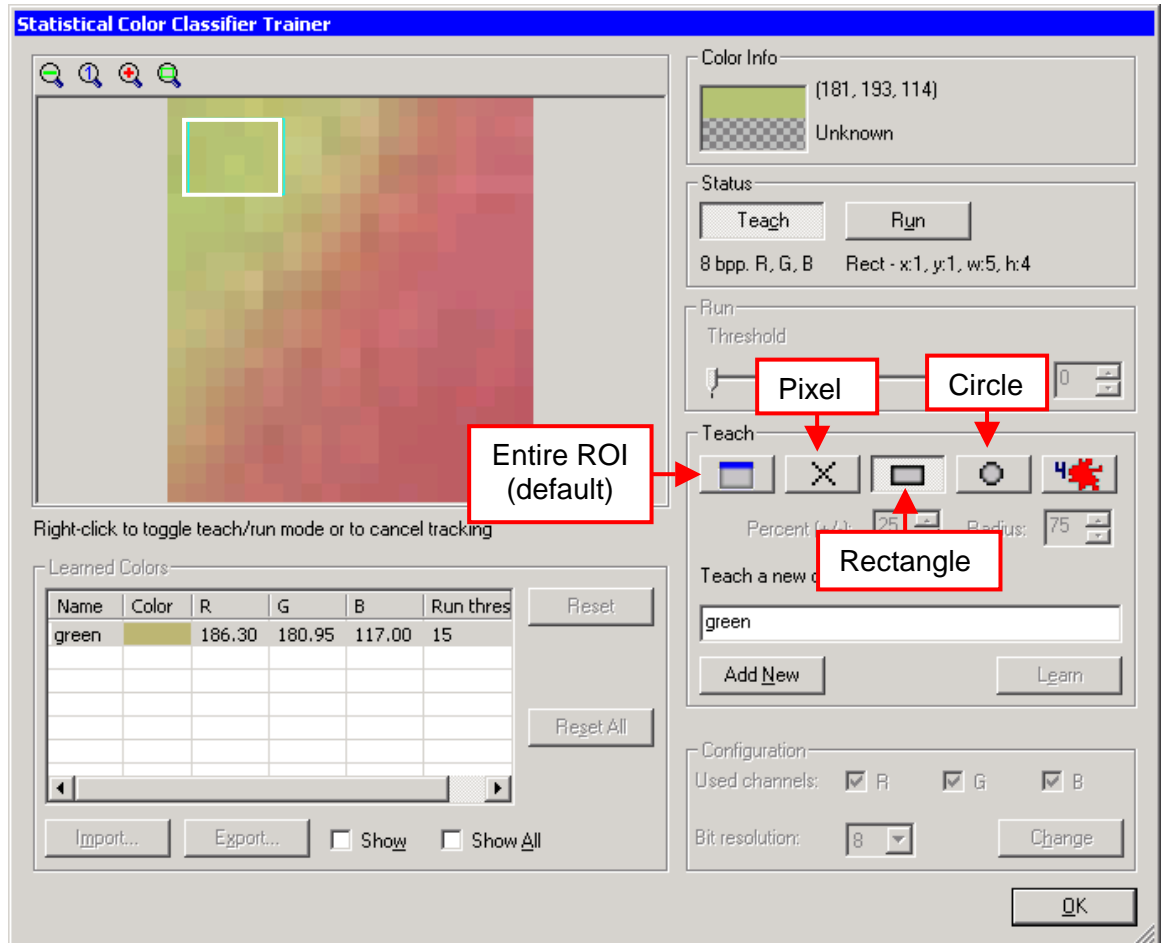 Statistical Color Classifier Trainer
Color Info
(181, 193, 114)
Unknown
Status
Teach Run
8 bpp. R, G, B Rect - x:1, y:1, w:5, h:4
Run
Threshold
0
Pixel
Circle
Teach
Entire ROI
(default)
4
Percent (+/-): 25 Radius: 75
Rectangle
Teach a new
green
Add New Learn
Right-click to toggle teach/run mode or to cancel tracking
Learned Colors
Name Color R G B Run thres
green 186.30 180.95 117.00 15
Reset
Reset All
Import... Export... Show Show All
Configuration
Used channels: R G B
Bit resolution: 8 Change
OK